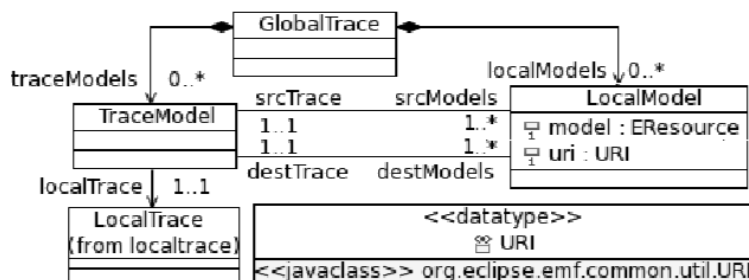 GlobalTrace
traceModels 0..*
localModels 0..*
TraceModel
srcTrace srcModels
1..1 1..*
1..1 1..*
destTrace destModels
LocalModel
model : EResource
uri : URI
localTrace 1..1
LocalTrace
(from localtrace)
<<datatype>>
URI
<<javaclass>> org.eclipse.emf.common.util.URI